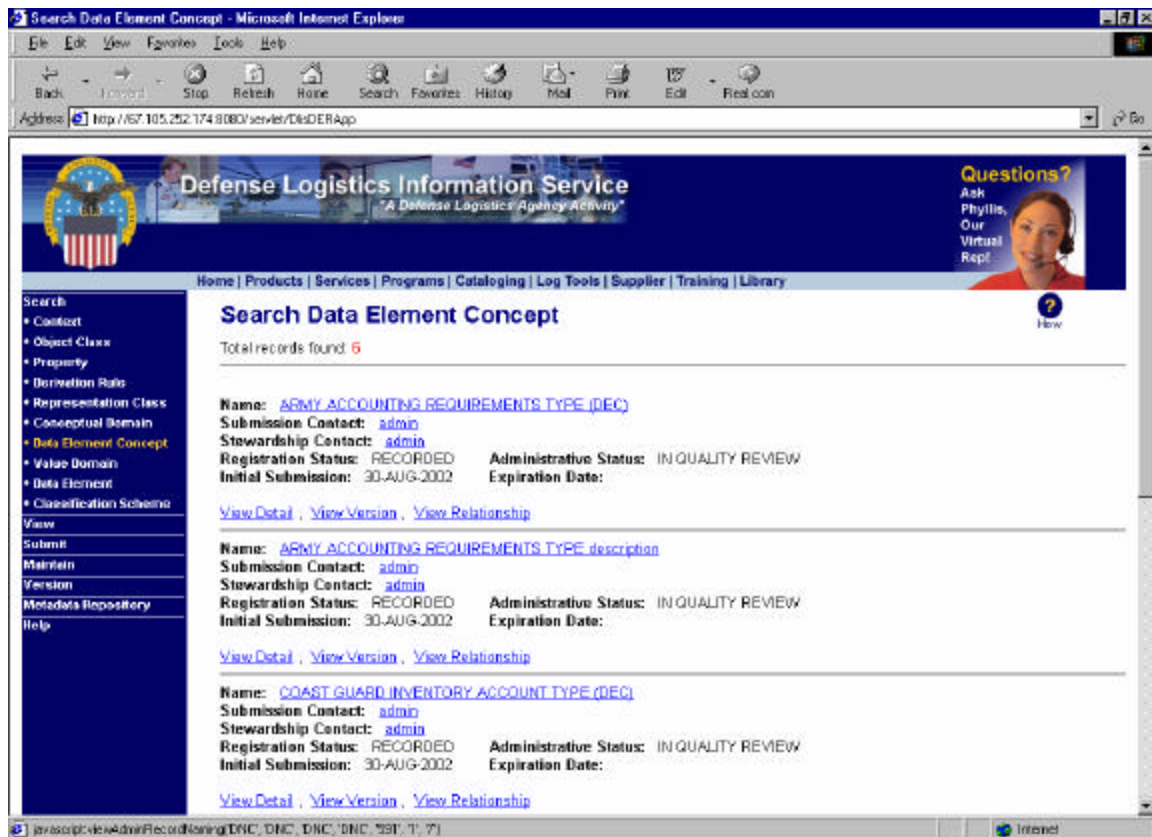 Search Data Element Concept - Microsoft Internet Explorer
File Edit View Favorites Tools Help
Back Forward Stop Refresh Home Search Favorites History Mail Print Edit Real.com
Address http://67.105.252.174:8080/servlet/DlisDERApp Go
Defense Logistics Information Service
"A Defense Logistics Agency Activity"
Questions?
Ask
Phyllis,
Our
Virtual
Rep!
Home | Products | Services | Programs | Cataloging | Log Tools | Supplier | Training | Library
Search
• Context
• Object Class
• Property
• Derivation Rule
• Representation Class
• Conceptual Domain
• Data Element Concept
• Value Domain
• Data Element
• Classification Scheme
View
Submit
Maintain
Version
Metadata Repository
Help
Search Data Element Concept
? How
Total records found: 6
Name: ARMY ACCOUNTING REQUIREMENTS TYPE (DEC)
Submission Contact: admin
Stewardship Contact: admin
Registration Status: RECORDED Administrative Status: IN QUALITY REVIEW
Initial Submission: 30-AUG-2002 Expiration Date:
View Detail , View Version , View Relationship
Name: ARMY ACCOUNTING REQUIREMENTS TYPE description
Submission Contact: admin
Stewardship Contact: admin
Registration Status: RECORDED Administrative Status: IN QUALITY REVIEW
Initial Submission: 30-AUG-2002 Expiration Date:
View Detail , View Version , View Relationship
Name: COAST GUARD INVENTORY ACCOUNT TYPE (DEC)
Submission Contact: admin
Stewardship Contact: admin
Registration Status: RECORDED Administrative Status: IN QUALITY REVIEW
Initial Submission: 30-AUG-2002 Expiration Date:
View Detail , View Version , View Relationship
javascript:viewAdminRecordNaming('DNC', 'DNC', 'DNC', 'DNC', '591', '1', '7') Internet